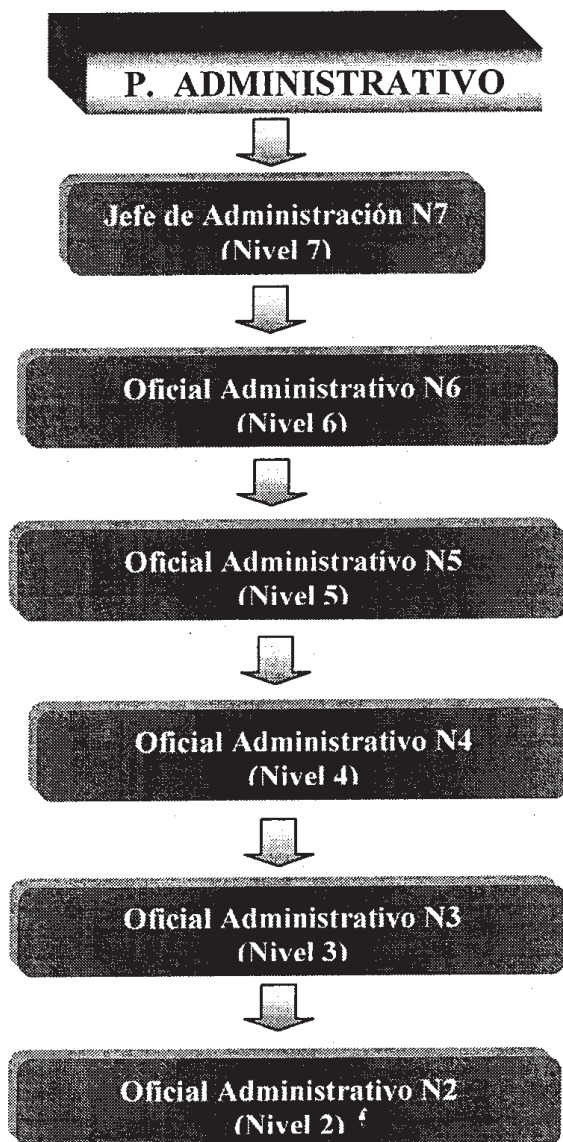 P. ADMINISTRATIVO
Jefe de Administración N7
(Nivel 7)
Oficial Administrativo N6
(Nivel 6)
Oficial Administrativo N5
(Nivel 5)
Oficial Administrativo N4
(Nivel 4)
Oficial Administrativo N3
(Nivel 3)
Oficial Administrativo N2
(Nivel 2)